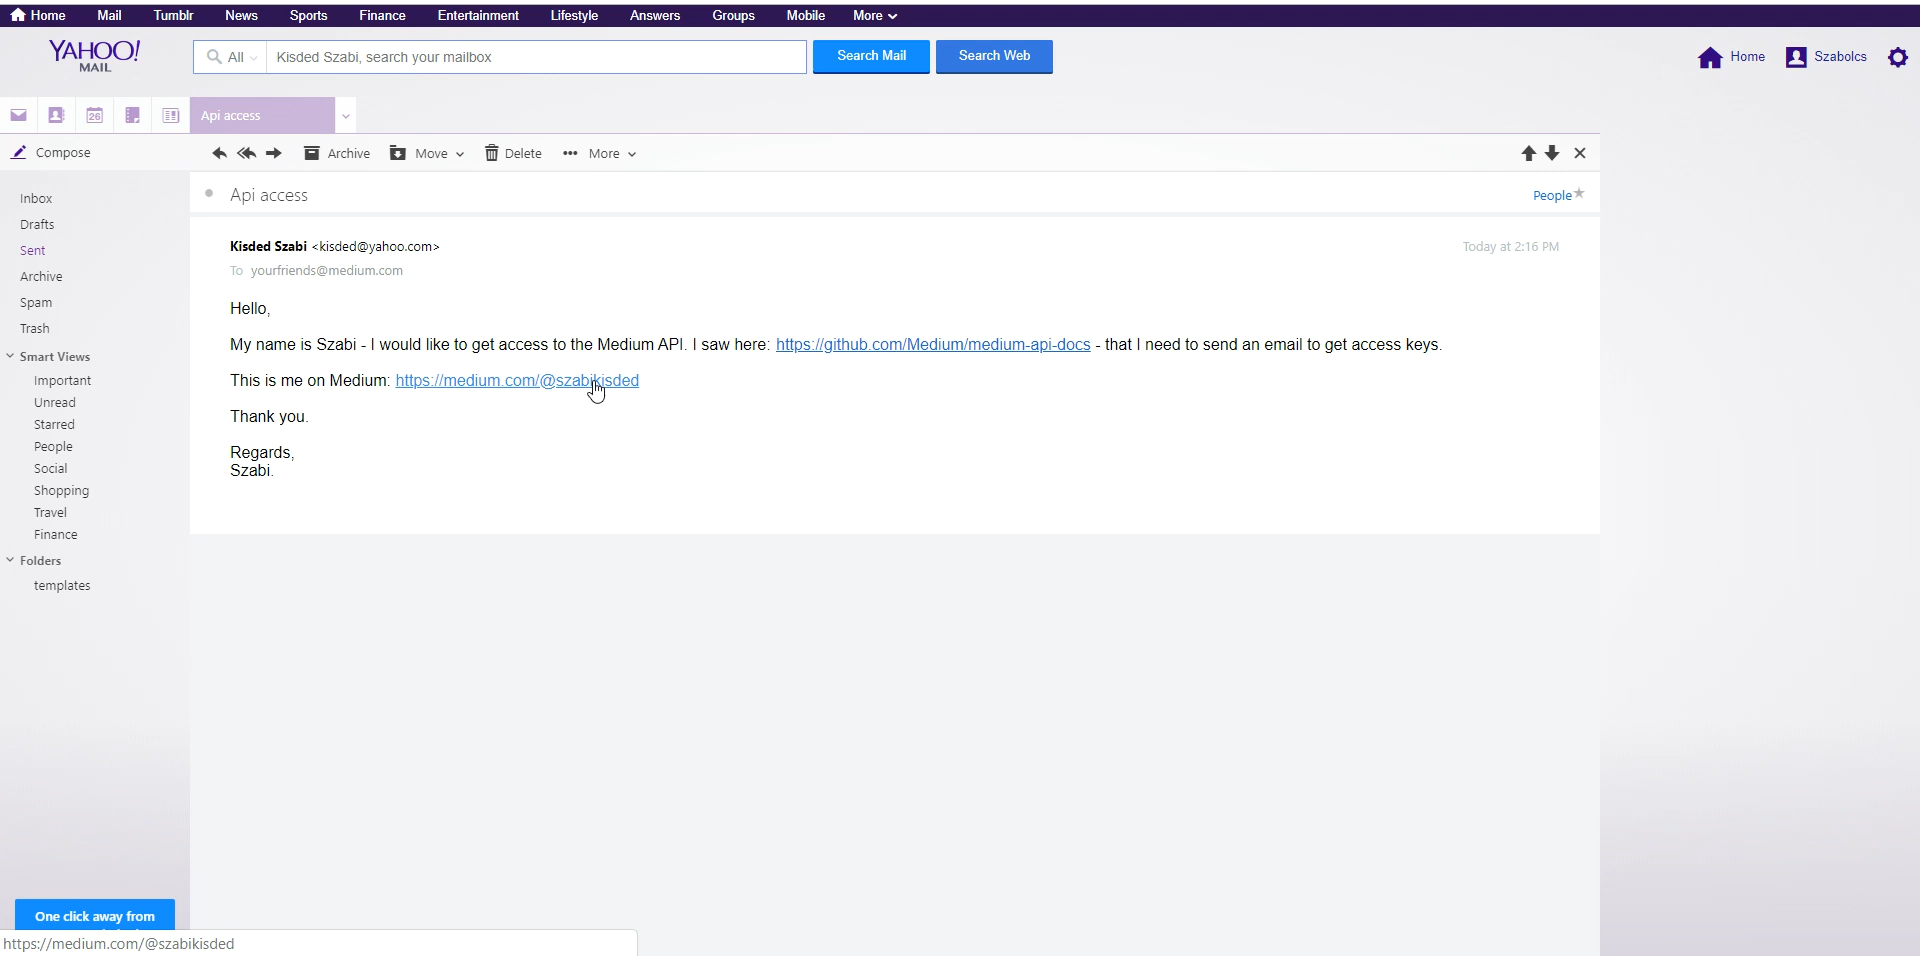 Home Mail Tumblr News Sports Finance Entertainment Lifestyle Answers Groups Mobile More
YAHOO!
MAIL
All Kisded Szabi, search your mailbox Search Mail Search Web Home Szabolcs
26 Api access
Compose Archive Move Delete More
Api access People
Inbox
Drafts
Sent
Archive
Spam
Trash
Smart Views
Important
Unread
Starred
People
Social
Shopping
Travel
Finance
Folders
templates
Kisded Szabi <kisded@yahoo.com> Today at 2:16 PM
To yourfriends@medium.com
Hello,
My name is Szabi - I would like to get access to the Medium API. I saw here: https://github.com/Medium/medium-api-docs - that I need to send an email to get access keys.
This is me on Medium: https://medium.com/@szabikisded
Thank you.
Regards,
Szabi.
One click away from
https://medium.com/@szabikisded